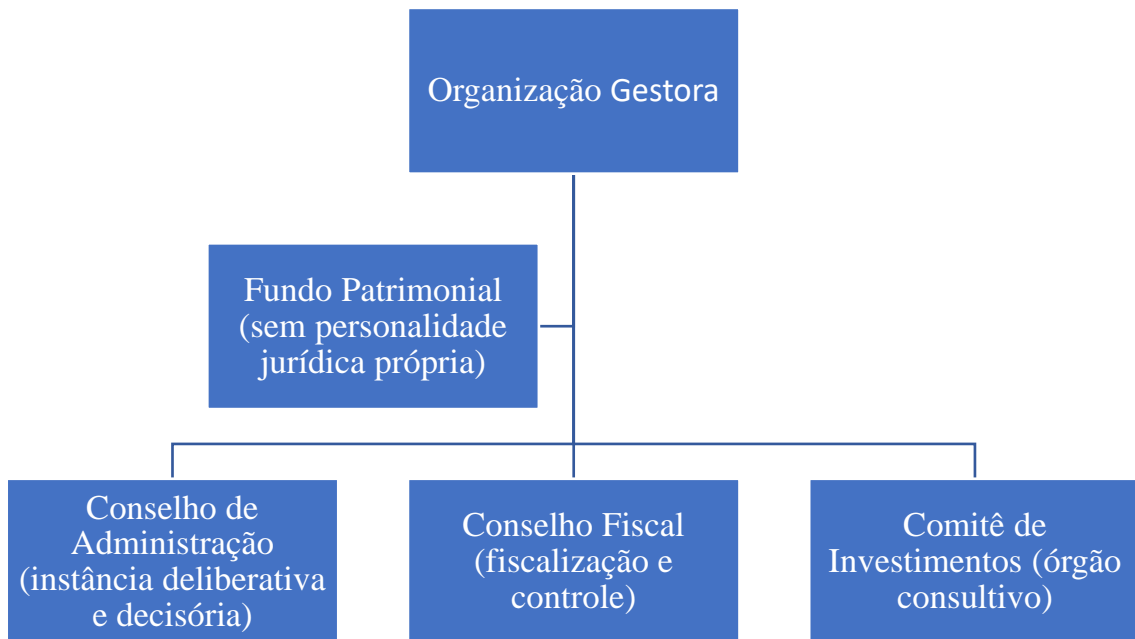 Organização Gestora
Fundo Patrimonial
(sem personalidade
jurídica própria)
Conselho de
Administração
(instância deliberativa
e decisória)
Conselho Fiscal
(fiscalização e
controle)
Comitê de
Investimentos (órgão
consultivo)